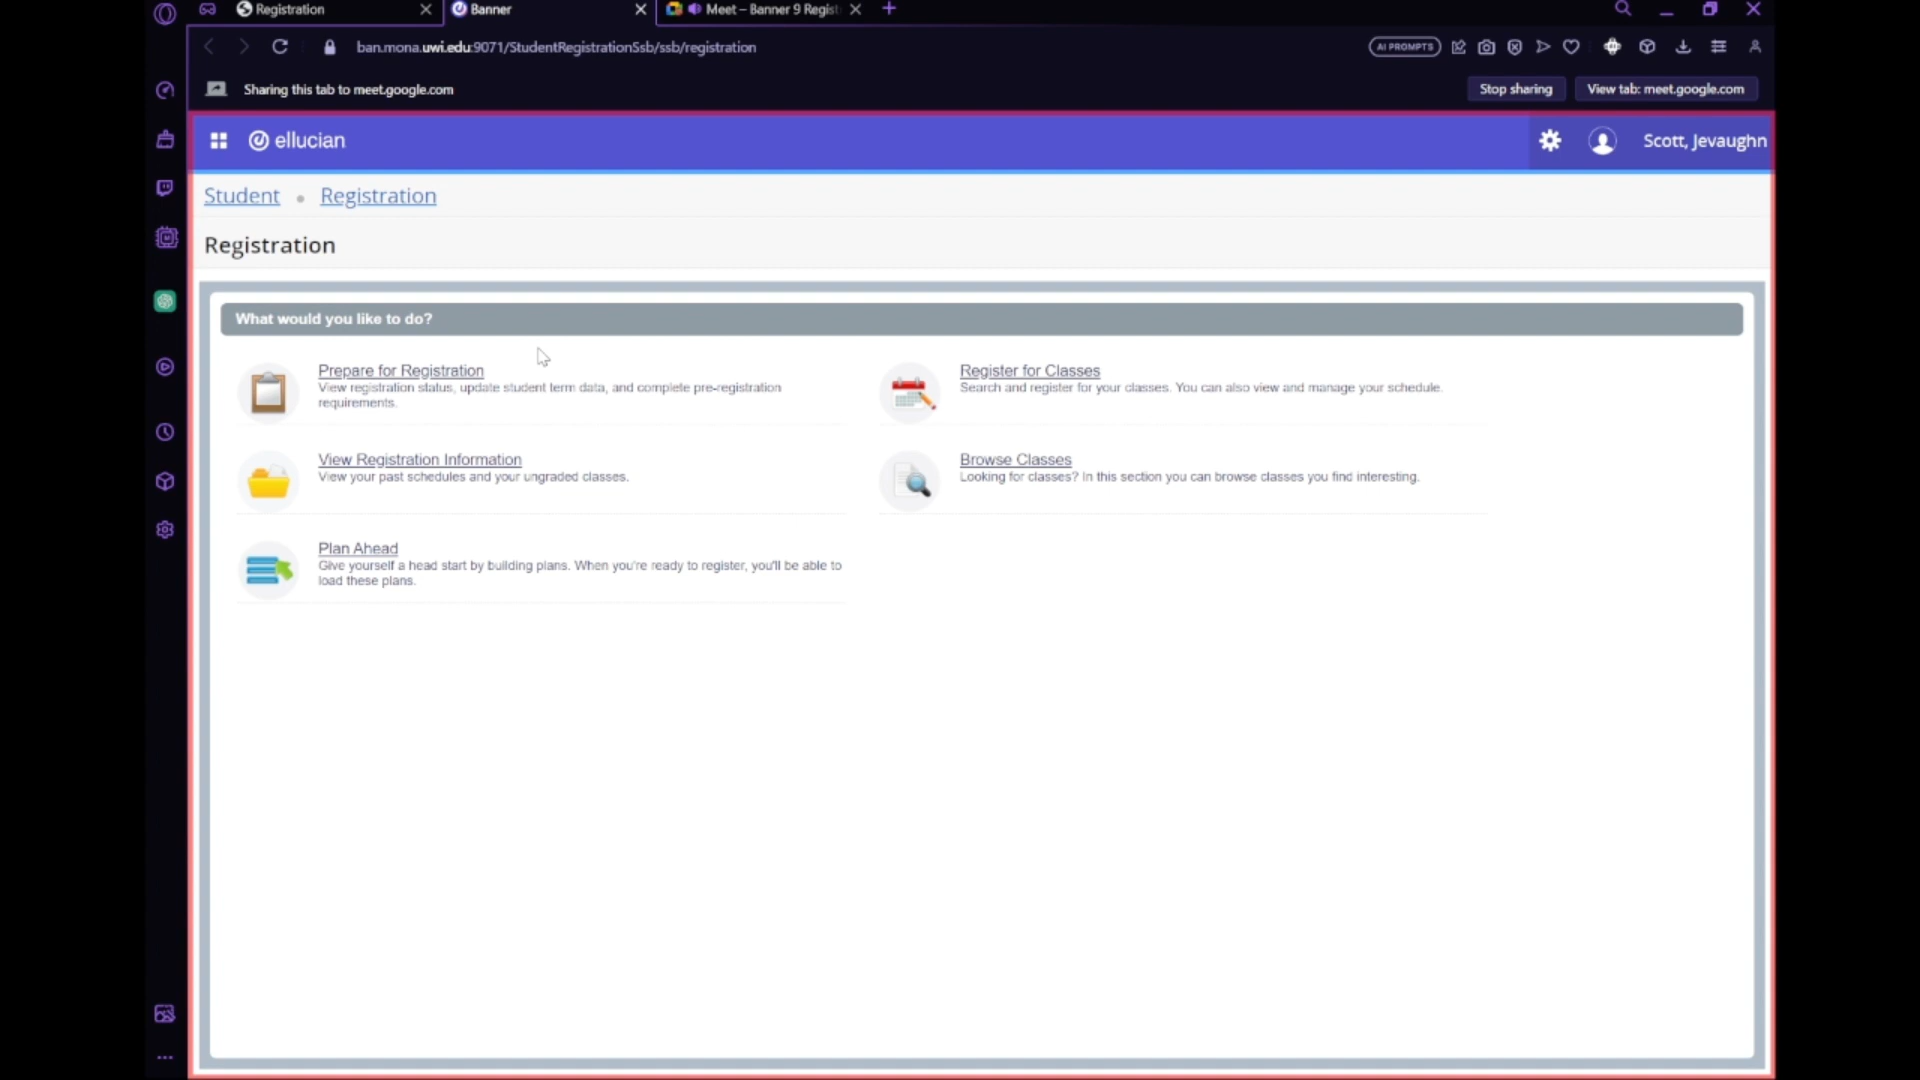 Registration
Banner
Meet – Banner 9 Regist
ban.mona.uwi.edu:9071/StudentRegistrationSsb/ssb/registration
AI PROMPTS
Sharing this tab to meet.google.com
Stop sharing
View tab: meet.google.com
ellucian
Scott, Jevaughn
Student • Registration
Registration
What would you like to do?
Prepare for Registration
View registration status, update student term data, and complete pre-registration
requirements.
Register for Classes
Search and register for your classes. You can also view and manage your schedule.
View Registration Information
View your past schedules and your ungraded classes.
Browse Classes
Looking for classes? In this section you can browse classes you find interesting.
Plan Ahead
Give yourself a head start by building plans. When you're ready to register, you'll be able to
load these plans.